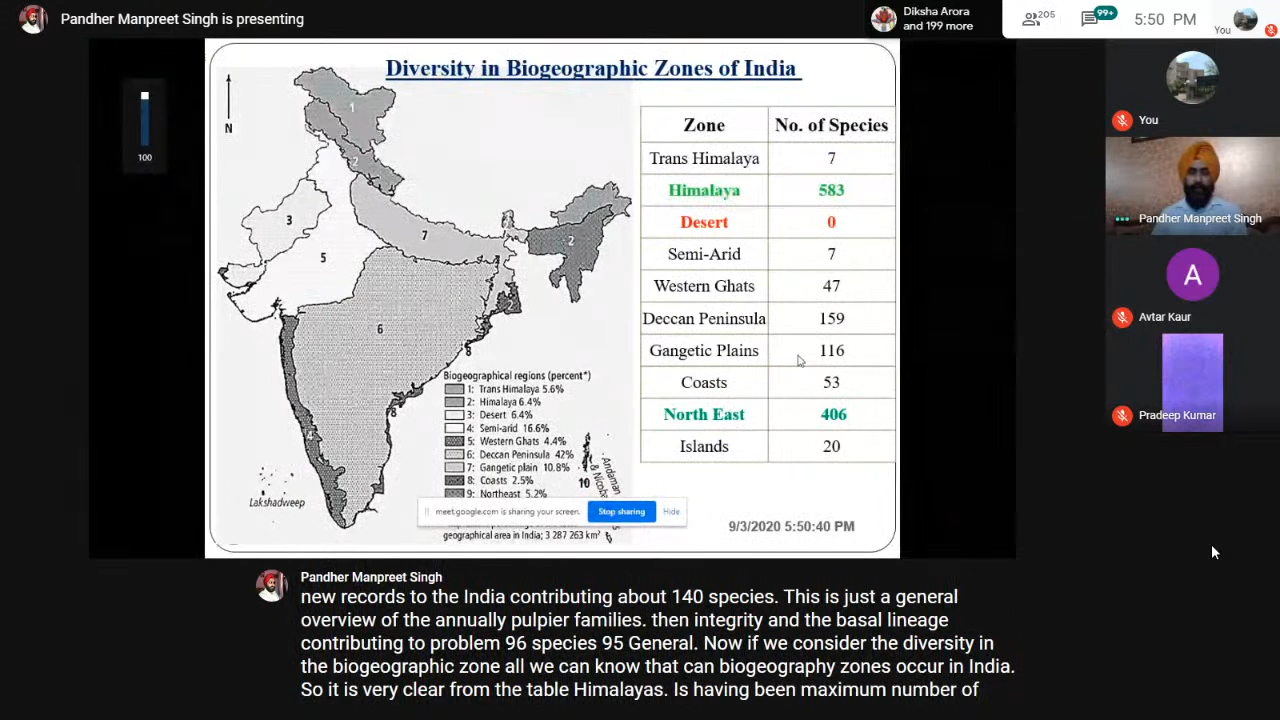 Pandher Manpreet Singh is presenting
Diksha Arora
and 199 more
205
99+
5:50 PM
You
Diversity in Biogeographic Zones of India
N
100
1
2
3
5
7
2
6
8
8
4
2
Zone No. of Species
Trans Himalaya 7
Himalaya 583
Desert 0
Semi-Arid 7
Western Ghats 47
Deccan Peninsula 159
Gangetic Plains 116
Coasts 53
North East 406
Islands 20
Biogeographical regions (percent*)
1: Trans Himalaya 5.6%
2: Himalaya 6.4%
3: Desert 6.4%
4: Semi-arid 16.6%
5: Western Ghats 4.4%
6: Deccan Peninsula 42%
7: Gangetic plain 10.8%
8: Coasts 2.5%
9: Northeast 5.2%
Andaman
& Nicobar
10
Lakshadweep
meet.google.com is sharing your screen.
Stop sharing
Hide
geographical area in India; 3 287 263 km²
9/3/2020 5:50:40 PM
You
Pandher Manpreet Singh
A
Avtar Kaur
Pradeep Kumar
Pandher Manpreet Singh
new records to the India contributing about 140 species. This is just a general
overview of the annually pulpier families. then integrity and the basal lineage
contributing to problem 96 species 95 General. Now if we consider the diversity in
the biogeographic zone all we can know that can biogeography zones occur in India.
So it is very clear from the table Himalayas. Is having been maximum number of